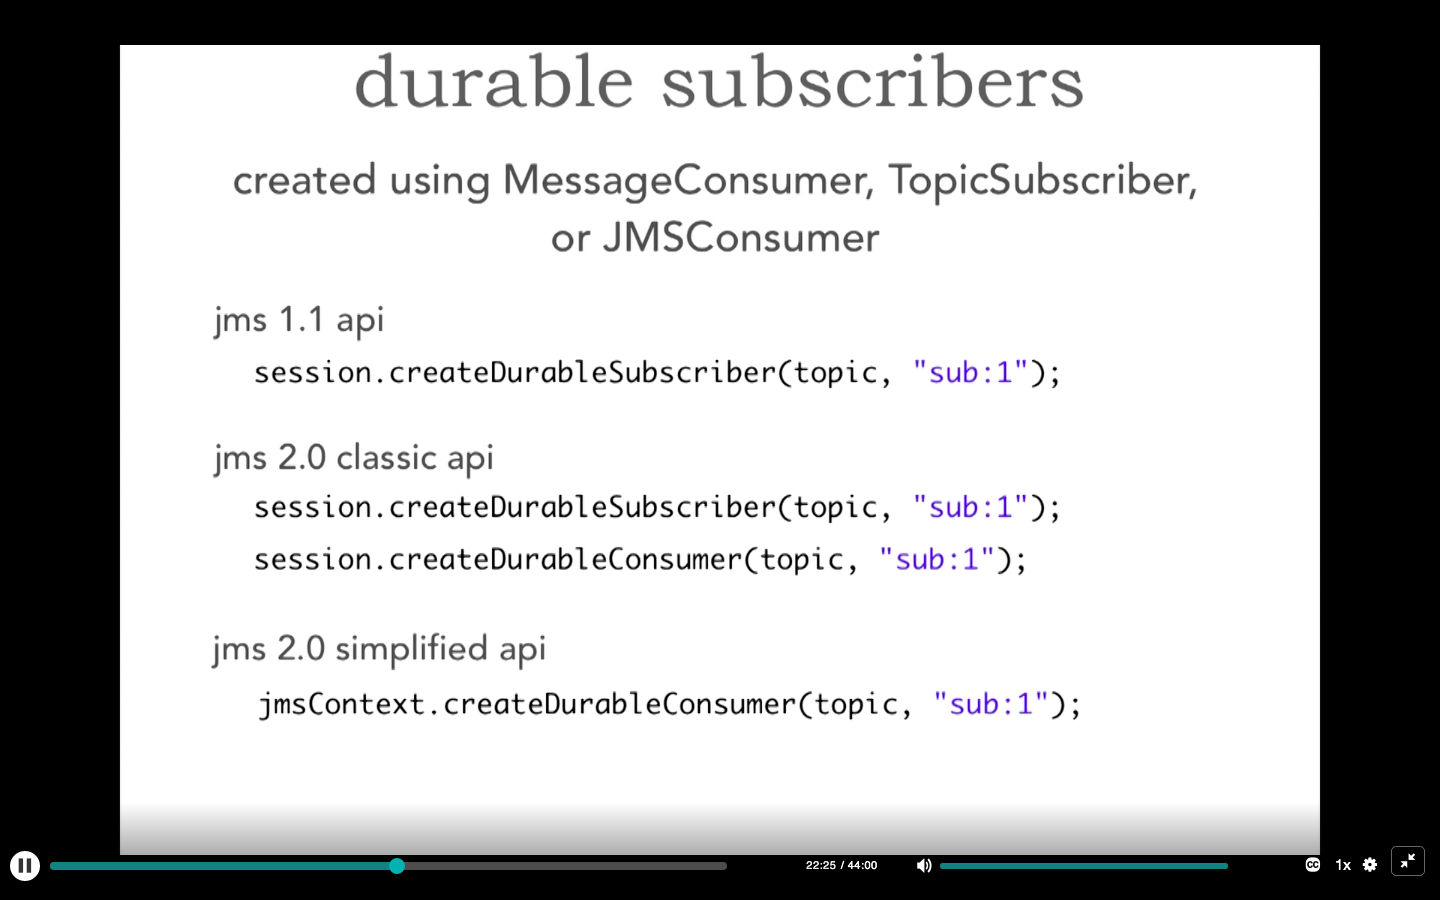 durable subscribers
created using MessageConsumer, TopicSubscriber,
or JMSConsumer
jms 1.1 api
session.createDurableSubscriber(topic, "sub:1");
jms 2.0 classic api
session.createDurableSubscriber(topic, "sub:1");
session.createDurableConsumer(topic, "sub:1");
jms 2.0 simplified api
jmsContext.createDurableConsumer(topic, "sub:1");
22:25 / 44:00 CC 1x